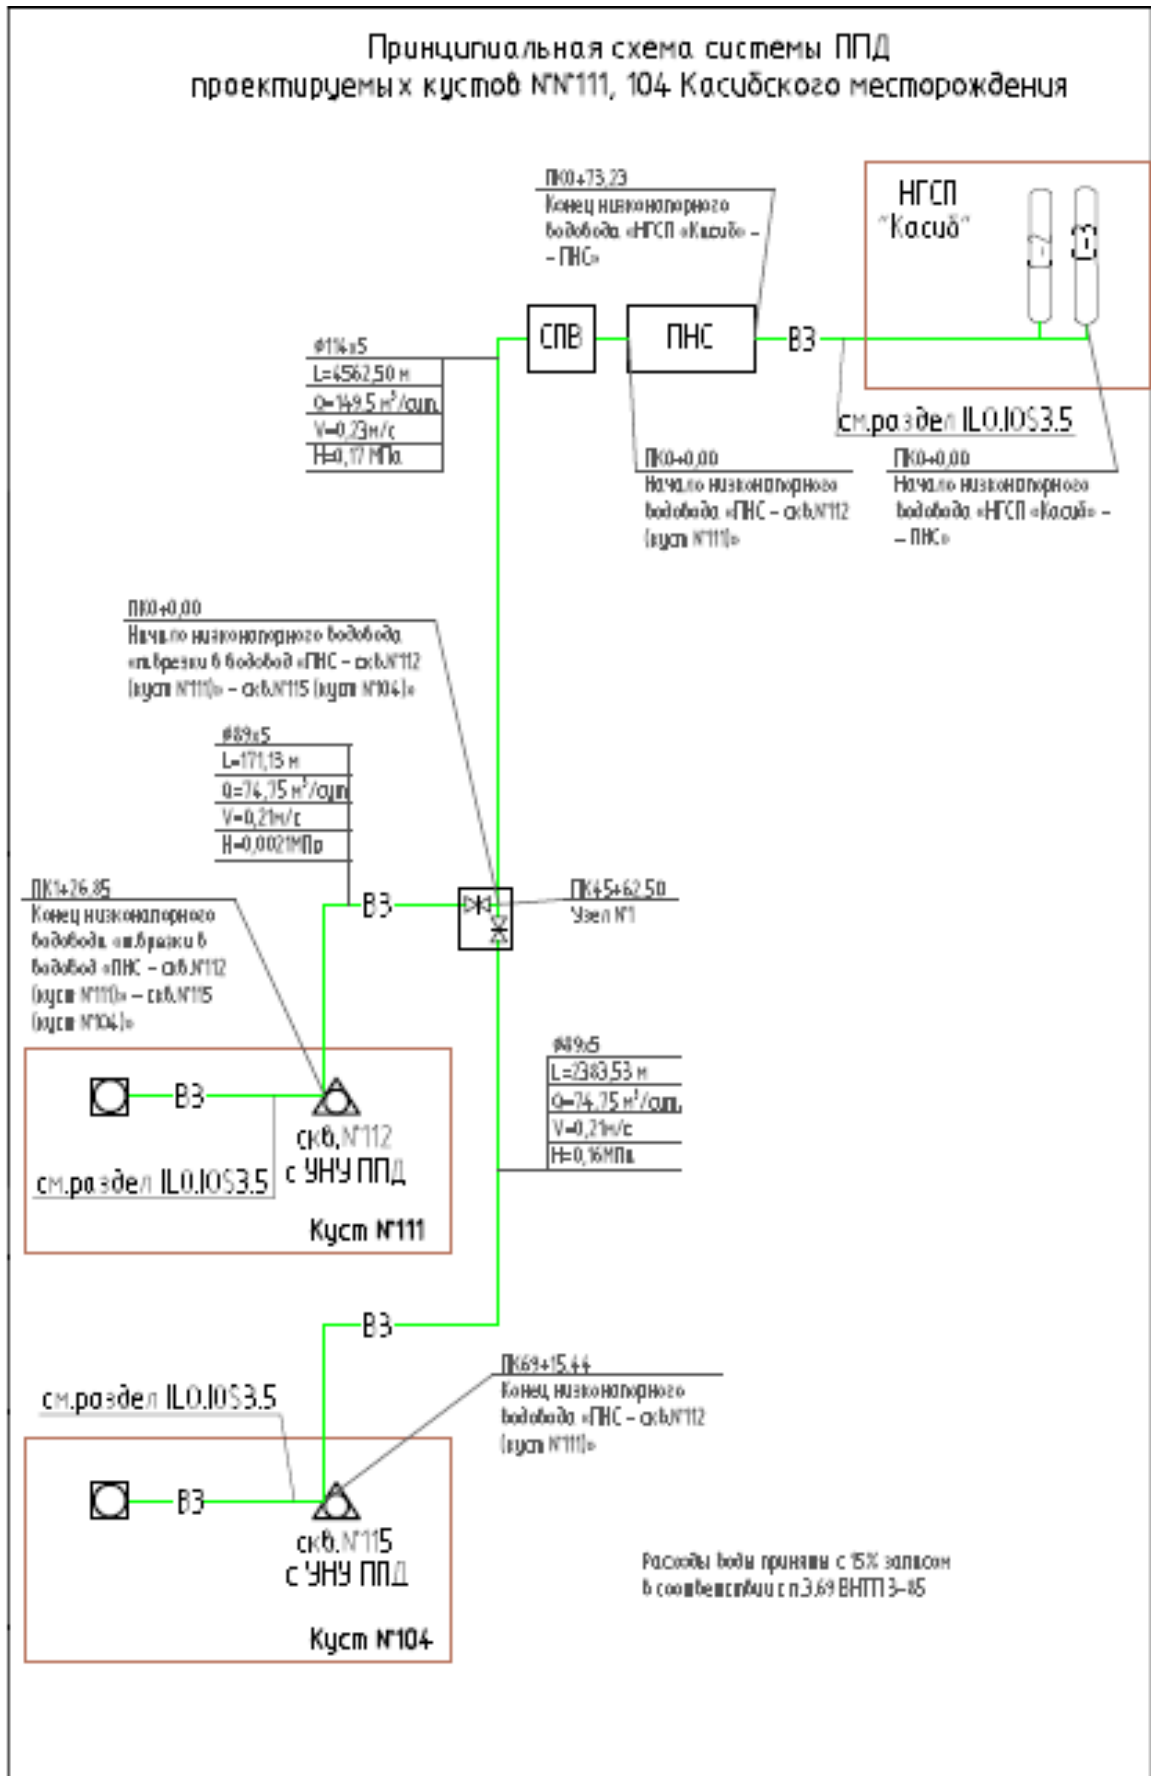 Принципиальная схема системы ППД
проектируемых кустов №№111, 104 Касибского месторождения
ПК0+73,23
Конец низконапорного
водовода «НГСП «Касиб» –
– ПНС»
НГСП
"Касиб"
С-2
С-3
СПВ
ПНС
В3
ø114х5
L=4562,50 м
Q=149.5 м³/сут.
V=0,23м/с
H=0,17 МПа
см.раздел ILO.IOS3.5
ПК0+0,00
Начало низконапорного
водовода «ПНС – скв.№112
(куст №111)»
ПК0+0,00
Начало низконапорного
водовода «НГСП «Касиб» –
– ПНС»
ПК0+0,00
Начало низконапорного
водовода
«т.врезки в водовод «ПНС – скв.№112
(куст №111)» – скв.№115 (куст №104)»
ø89х5
L=171,13 м
Q=74,75 м³/сут
V=0,21м/с
H=0,0021МПа
ПК1+26,85
Конец низконапорного
водовода «т.врезки в
водовод «ПНС – скв.№112
(куст №111)» – скв.№115
(куст №104)»
В3
ПК45+62,50
Узел №1
ø89х5
L=2383,53 м
Q=74,75 м³/сут.
V=0,21м/с
H=0,16МПа
В3
скв.№112
с УНУ ППД
см.раздел ILO.IOS3.5
Куст №111
В3
ПК69+15,44
Конец низконапорного
водовода «ПНС – скв.№112
(куст №111)»
см.раздел ILO.IOS3.5
В3
скв.№115
с УНУ ППД
Куст №104
Расходы воды приняты с 15% запасом
в соответствии с п.3.69 ВНТП 3-85